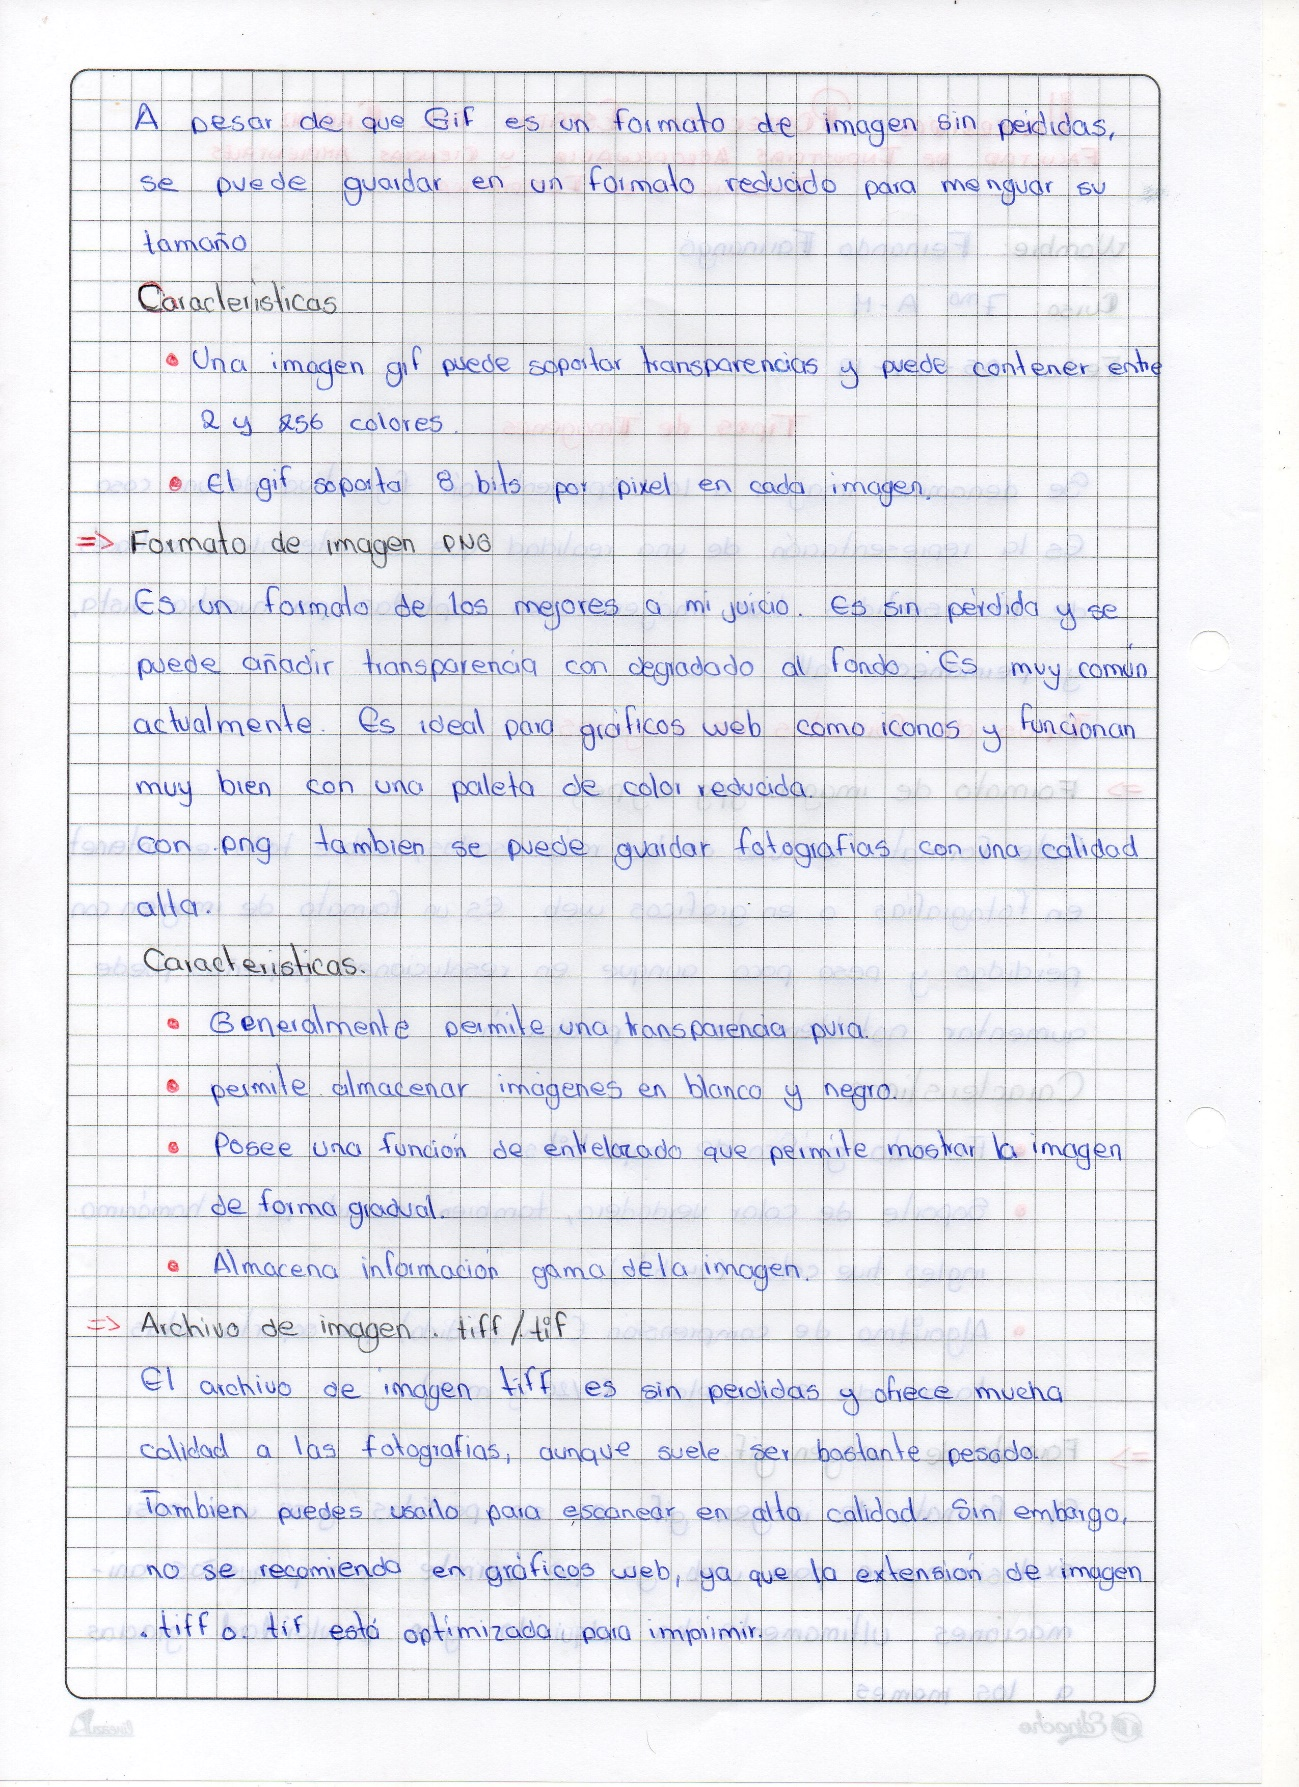 A pesar de que Gif es un formato de imagen sin perdidas,
se puede guardar en un formato reducido para menguar su
tamaño
Caracteristicas
• Una imagen gif puede soportar transparencias y puede contener entre
2 y 256 colores.
• El gif soporta 8 bits por pixel en cada imagen.
=> Formato de imagen PNG
Es un formato de los mejores a mi juicio. Es sin pérdida y se
puede añadir transparencia con degradado al fondo. Es muy común
actualmente. Es ideal para gráficos web como iconos y funcionan
muy bien con una paleta de color reducida.
con .png tambien se puede guardar fotografias con una calidad
alta.
Caracteristicas.
• Generalmente permite una transparencia pura.
• permite almacenar imágenes en blanco y negro.
• Posee una función de entrelazado que permite mostrar la imagen
de forma gradual.
• Almacena información gama de la imagen.
=> Archivo de imagen . tiff /. tif
El archivo de imagen tiff es sin perdidas y ofrece mucha
calidad a las fotografias, aunque suele ser bastante pesado.
Tambien puedes usarlo para escanear en alta calidad. Sin embargo,
no se recomienda en gráficos web, ya que la extensión de imagen
. tiff o. tif está optimizada para imprimir.